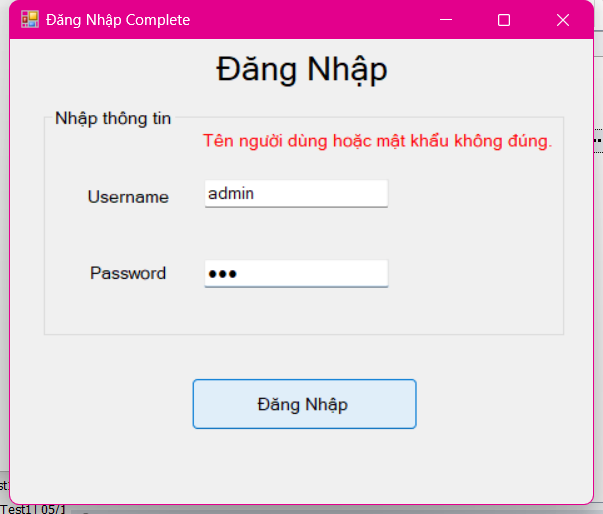 Đăng Nhập Complete
Đăng Nhập
Nhập thông tin
Tên người dùng hoặc mật khẩu không đúng.
Username
admin
Password
●●●
Đăng Nhập
Test1 | 05/1